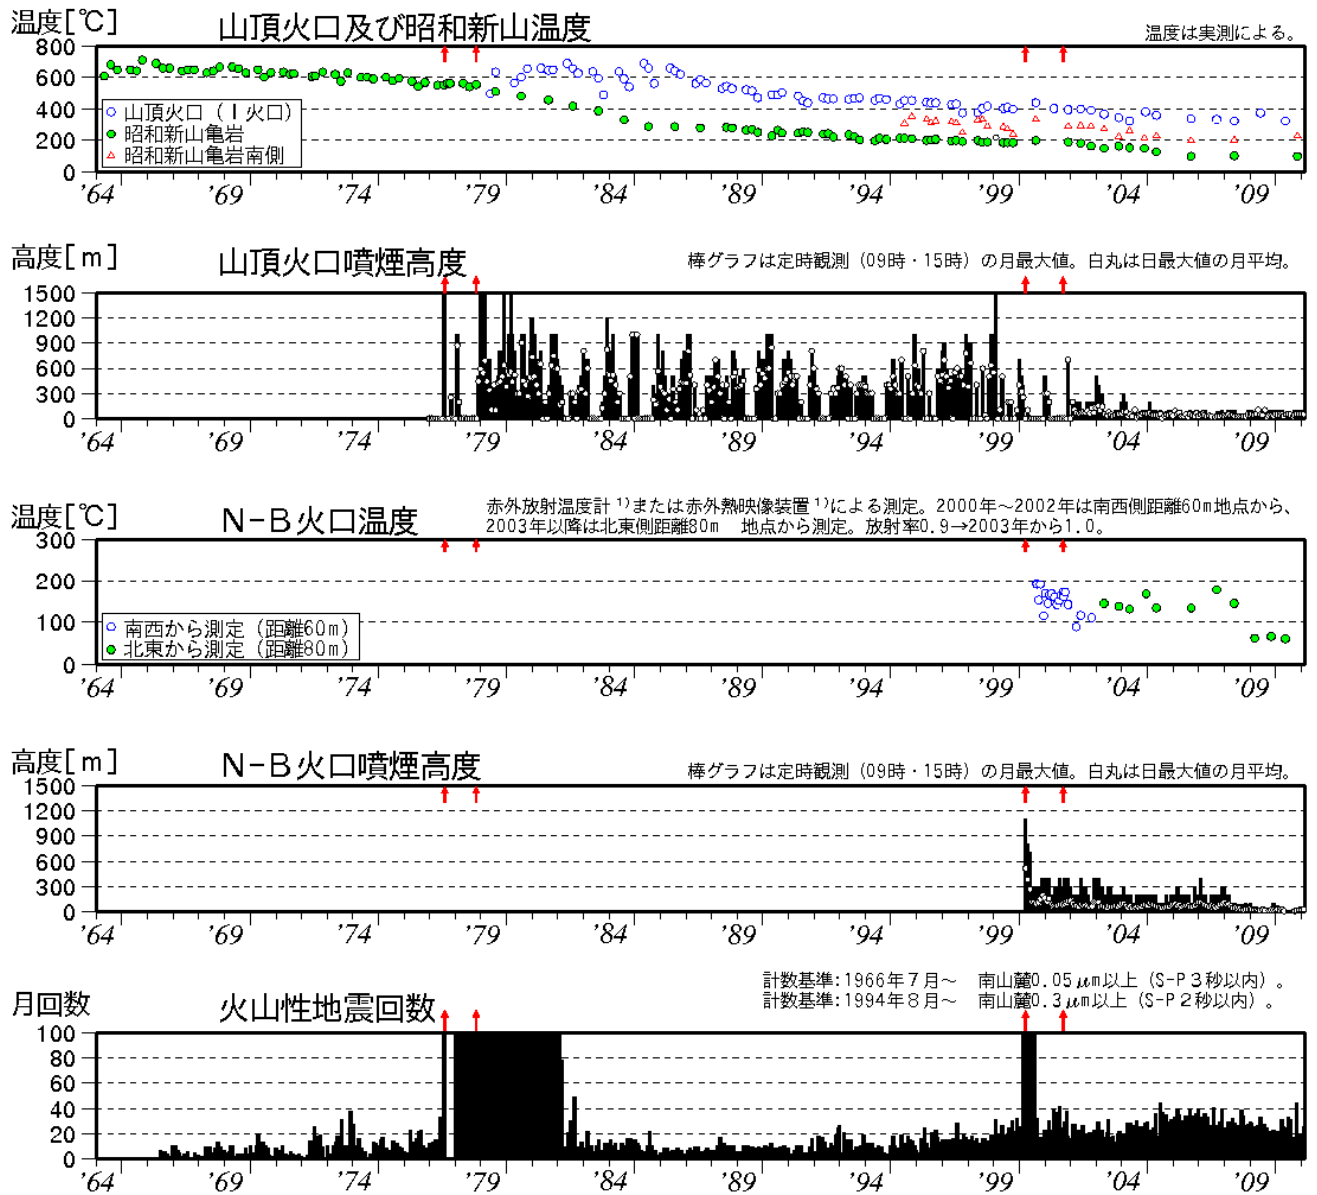 温度[℃]
山頂火口及び昭和新山温度
温度は実測による。
800
600
400
200
0
山頂火口（Ｉ火口）
昭和新山亀岩
昭和新山亀岩南側
'64 '69 '74 '79 '84 '89 '94 '99 '04 '09
高度[ｍ]
山頂火口噴煙高度
棒グラフは定時観測（09時・15時）の月最大値。白丸は日最大値の月平均。
1500
1200
900
600
300
0
'64 '69 '74 '79 '84 '89 '94 '99 '04 '09
温度[℃]
Ｎ−Ｂ火口温度
赤外放射温度計 1)または赤外熱映像装置 1)による測定。2000年～2002年は南西側距離60ｍ地点から、
2003年以降は北東側距離80ｍ　地点から測定。放射率0.9→2003年から1.0。
300
200
100
0
南西から測定（距離60ｍ）
北東から測定（距離80ｍ）
'64 '69 '74 '79 '84 '89 '94 '99 '04 '09
高度[ｍ]
Ｎ−Ｂ火口噴煙高度
棒グラフは定時観測（09時・15時）の月最大値。白丸は日最大値の月平均。
1500
1200
900
600
300
0
'64 '69 '74 '79 '84 '89 '94 '99 '04 '09
月回数
火山性地震回数
計数基準:1966年７月～　南山麓0.05μm以上（S-P３秒以内）。
計数基準:1994年８月～　南山麓0.3μm以上（S-P２秒以内）。
100
80
60
40
20
0
'64 '69 '74 '79 '84 '89 '94 '99 '04 '09